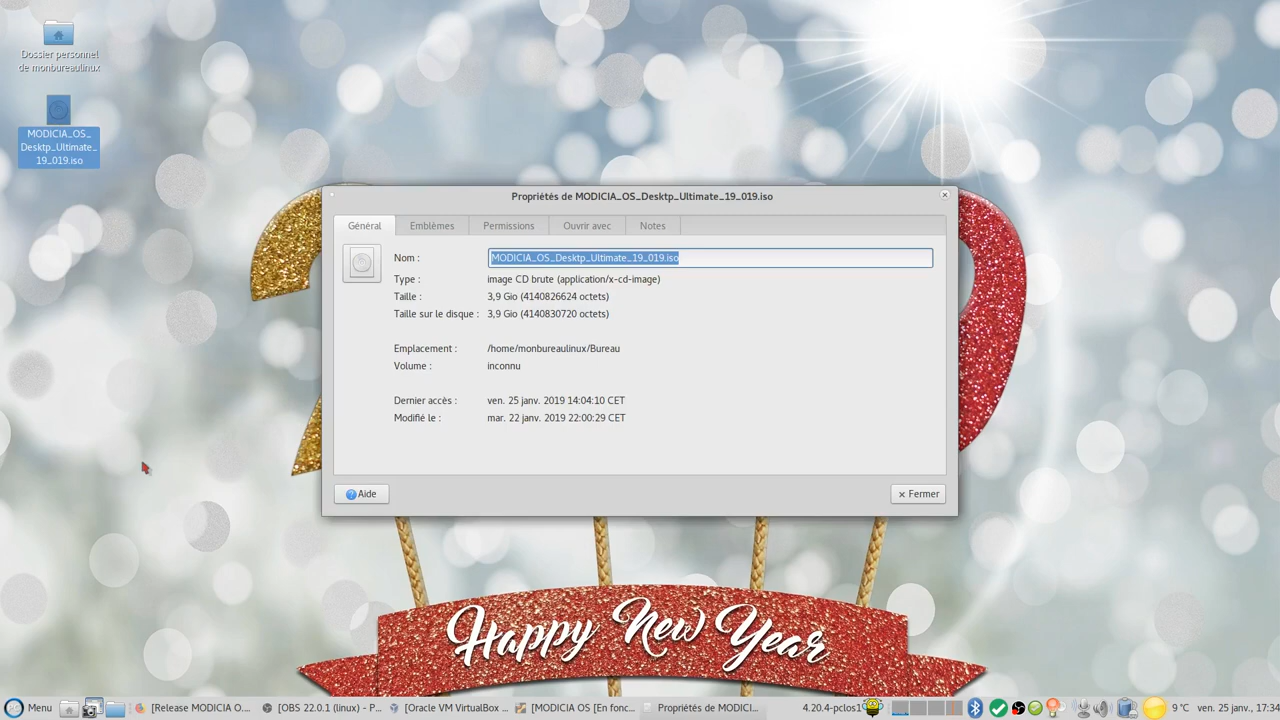 Dossier personnel
de monbureaulinux
MODICIA_OS_
Desktp_Ultimate_
19_019.iso
Propriétés de MODICIA_OS_Desktp_Ultimate_19_019.iso
Général
Emblèmes
Permissions
Ouvrir avec
Notes
Nom : MODICIA_OS_Desktp_Ultimate_19_019.iso
Type : image CD brute (application/x-cd-image)
Taille : 3,9 Gio (4140826624 octets)
Taille sur le disque : 3,9 Gio (4140830720 octets)
Emplacement : /home/monbureaulinux/Bureau
Volume : inconnu
Dernier accès : ven. 25 janv. 2019 14:04:10 CET
Modifié le : mar. 22 janv. 2019 22:00:29 CET
Aide
Fermer
Happy New Year
Menu
[Release MODICIA O...
[OBS 22.0.1 (linux) - P...
[Oracle VM VirtualBox ...
[MODICIA OS [En fonc...
Propriétés de MODICI...
9 °C
ven. 25 janv., 17:34